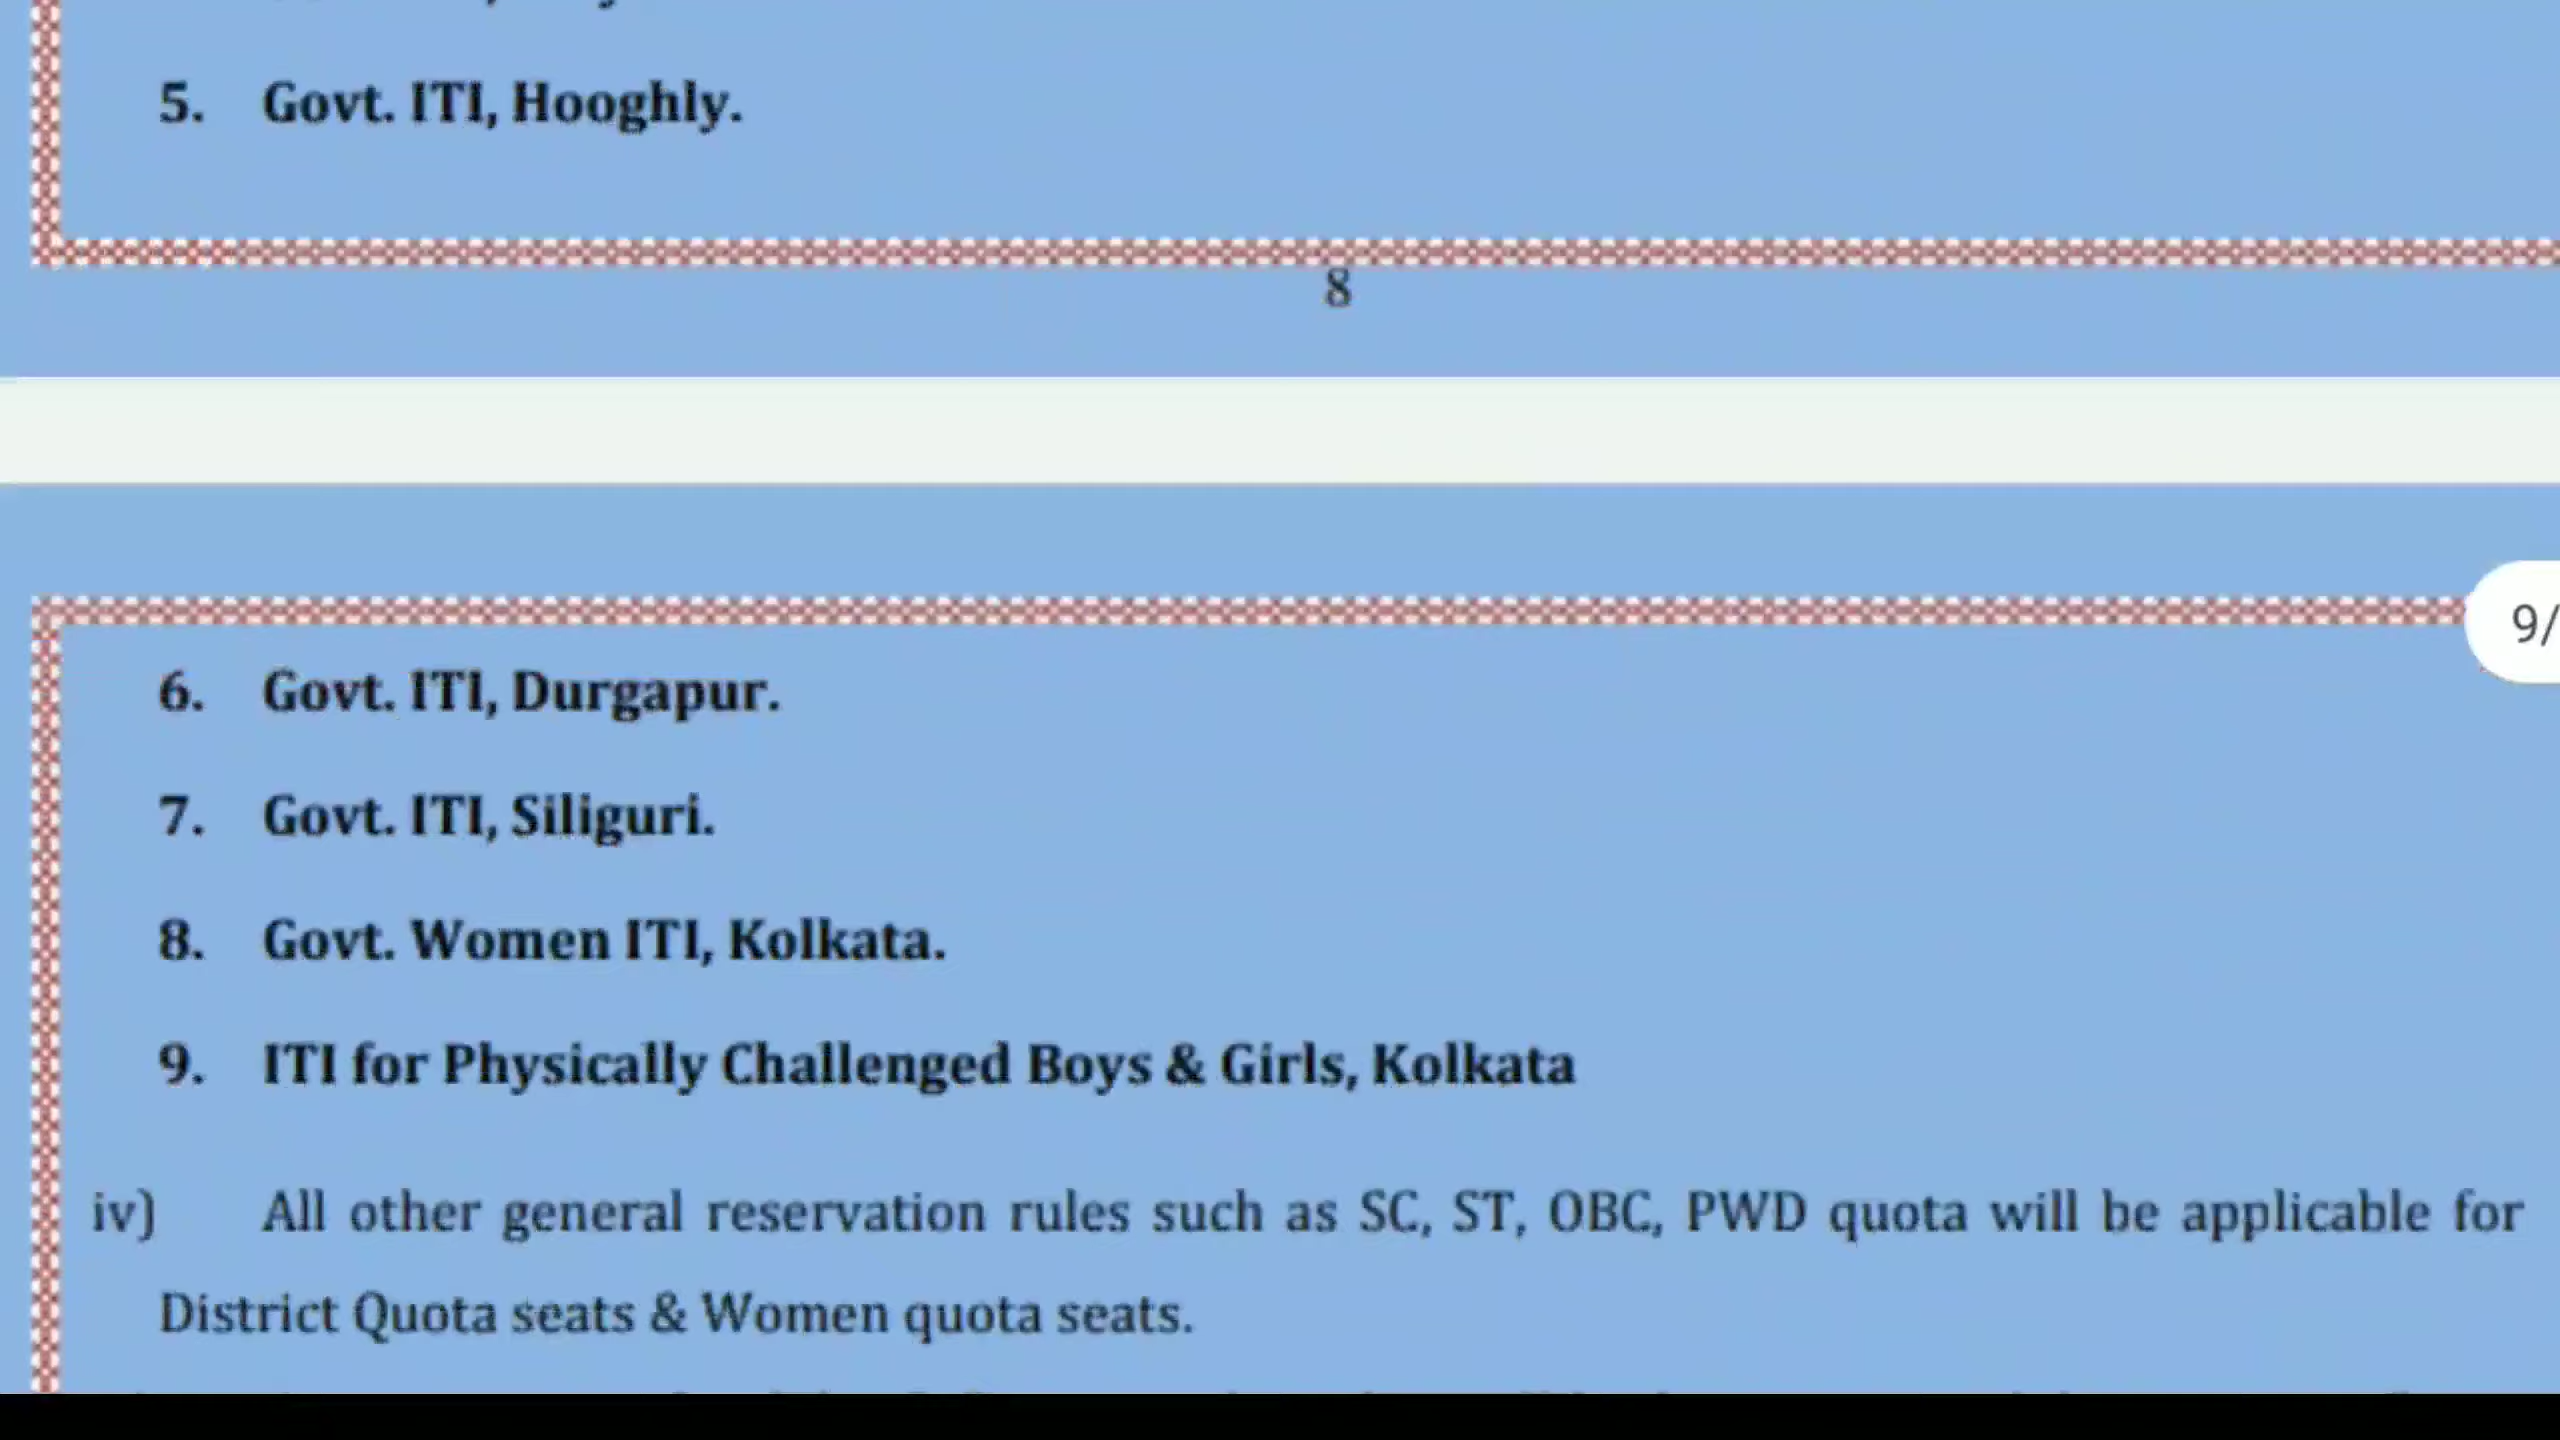 5. Govt. ITI, Hooghly.
8
9/
6. Govt. ITI, Durgapur.
7. Govt. ITI, Siliguri.
8. Govt. Women ITI, Kolkata.
9. ITI for Physically Challenged Boys & Girls, Kolkata
iv) All other general reservation rules such as SC, ST, OBC, PWD quota will be applicable for
District Quota seats & Women quota seats.